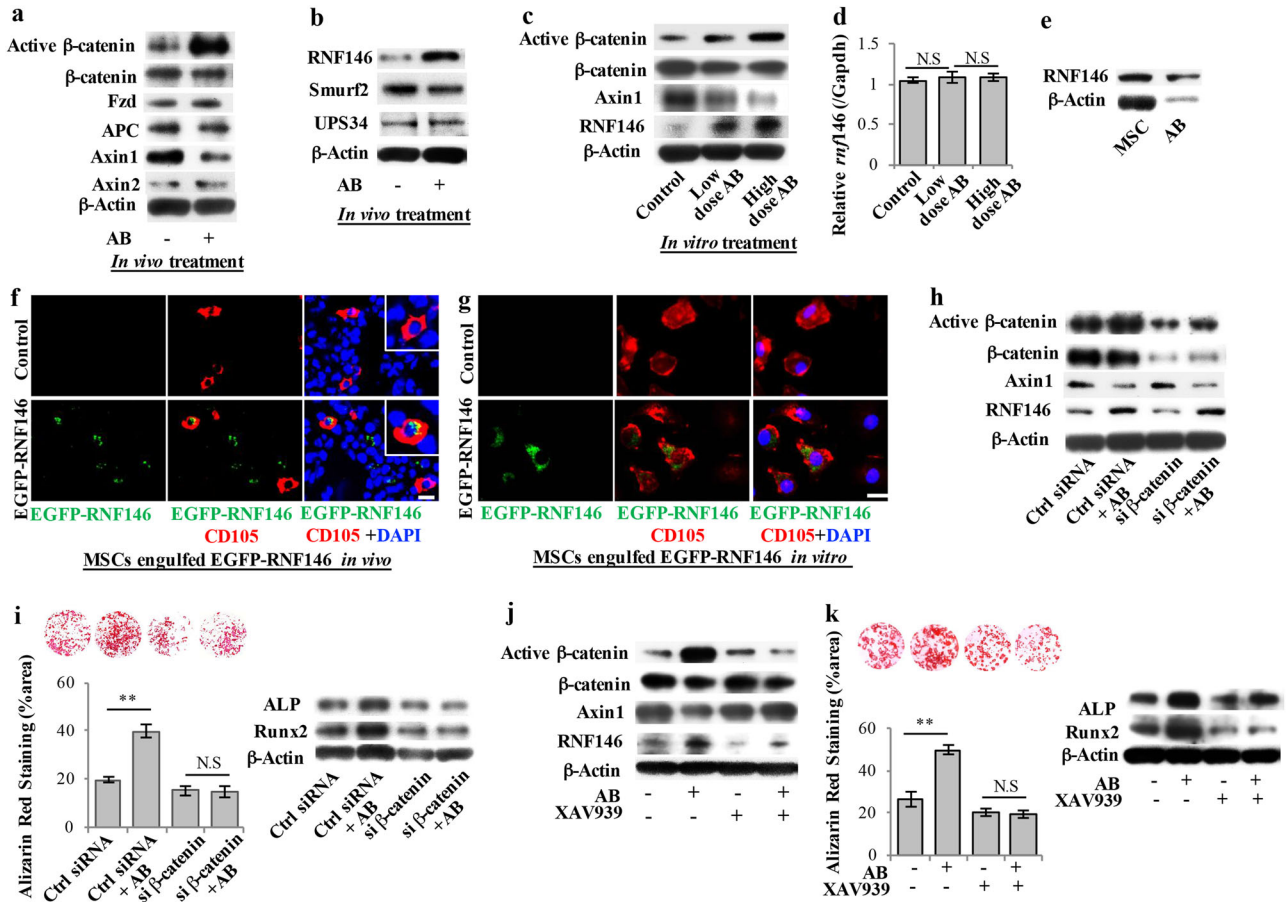 a
Active β-catenin
β-catenin
Fzd
APC
Axin1
Axin2
β-Actin
AB - +
In vivo treatment
b
RNF146
Smurf2
UPS34
β-Actin
AB - +
In vivo treatment
c
Active β-catenin
β-catenin
Axin1
RNF146
β-Actin
Control
Low
dose AB
High
dose AB
In vitro treatment
d
Relative rnf146 (/Gapdh)
1.5
1
0.5
0
N.S N.S
Control
Low
dose AB
High
dose AB
e
RNF146
β-Actin
MSC AB
f
Control
EGFP-RNF146
EGFP-RNF146 EGFP-RNF146 EGFP-RNF146
CD105 CD105 +DAPI
MSCs engulfed EGFP-RNF146 in vivo
g
Control
EGFP-RNF146
EGFP-RNF146 EGFP-RNF146 EGFP-RNF146
CD105 CD105+DAPI
MSCs engulfed EGFP-RNF146 in vitro
h
Active β-catenin
β-catenin
Axin1
RNF146
β-Actin
Ctrl siRNA
Ctrl siRNA
+ AB
si β-catenin
si β-catenin
+AB
i
Alizarin Red Staining (%area)
60
40
20
0
** N.S
Ctrl siRNA
Ctrl siRNA
+ AB
si β-catenin
si β-catenin
+AB
ALP
Runx2
β-Actin
Ctrl siRNA
Ctrl siRNA
+ AB
si β-catenin
si β-catenin
+AB
j
Active β-catenin
β-catenin
Axin1
RNF146
β-Actin
AB - + - +
XAV939 - - + +
k
Alizarin Red Staining (%area)
60
40
20
0
** N.S
AB - + - +
XAV939 - - + +
ALP
Runx2
β-Actin
AB - + - +
XAV939 - - + +